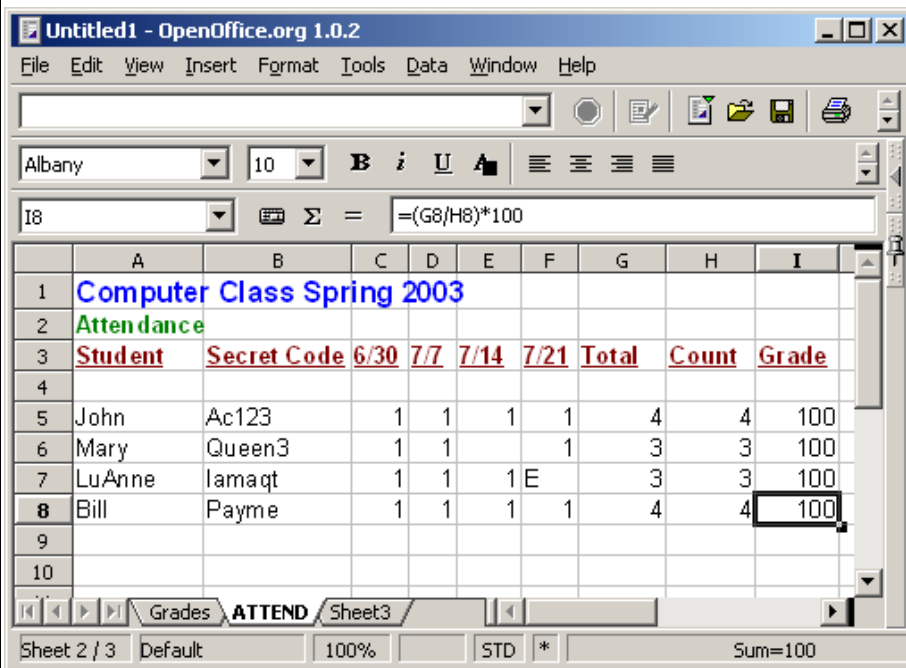 Untitled1 - OpenOffice.org 1.0.2
File Edit View Insert Format Tools Data Window Help
Albany 10 B i U A
I8 Σ = =(G8/H8)*100
A B C D E F G H I
1 Computer Class Spring 2003
2 Attendance
3 Student Secret Code 6/30 7/7 7/14 7/21 Total Count Grade
4
5 John Ac123 1 1 1 1 4 4 100
6 Mary Queen3 1 1 1 3 3 100
7 LuAnne Iamaqt 1 1 1 E 3 3 100
8 Bill Payme 1 1 1 1 4 4 100
9
10
Grades ATTEND Sheet3
Sheet 2 / 3 Default 100% STD * Sum=100